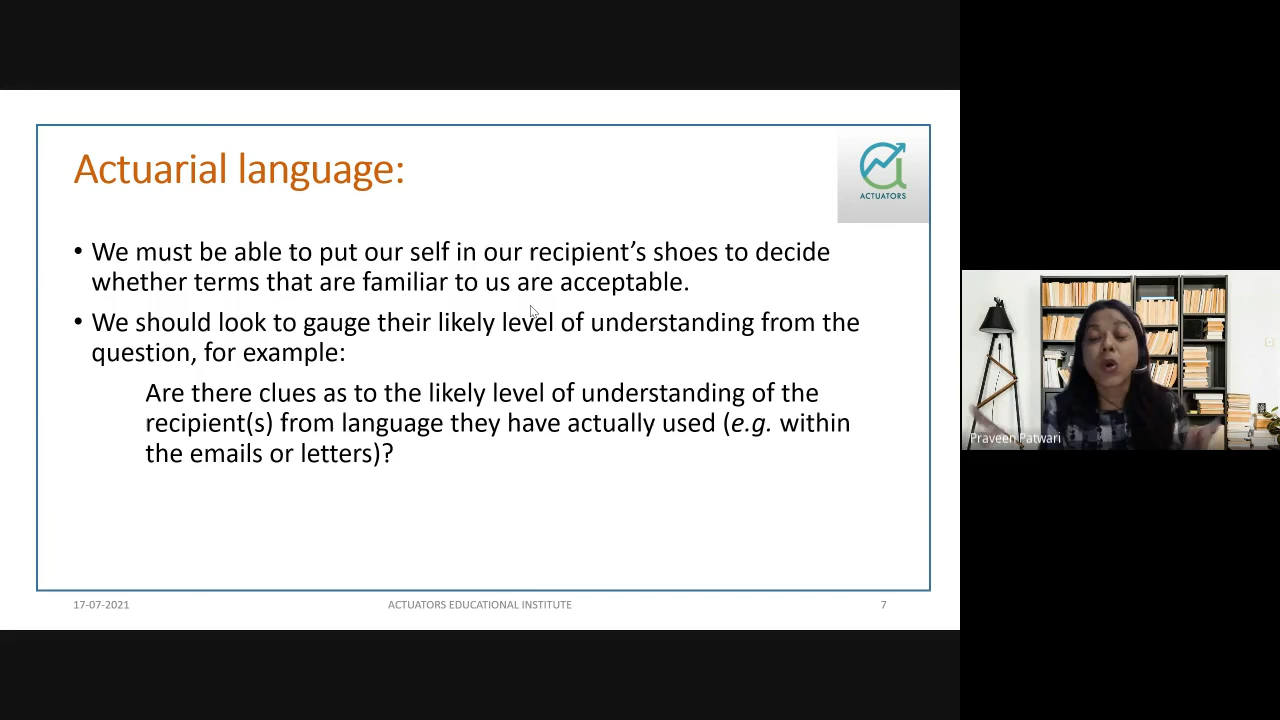 Actuarial language:
ACTUATORS
• We must be able to put our self in our recipient’s shoes to decide
whether terms that are familiar to us are acceptable.
• We should look to gauge their likely level of understanding from the
question, for example:
Are there clues as to the likely level of understanding of the
recipient(s) from language they have actually used (e.g. within
the emails or letters)?
17-07-2021
ACTUATORS EDUCATIONAL INSTITUTE
7
Praveen Patwari